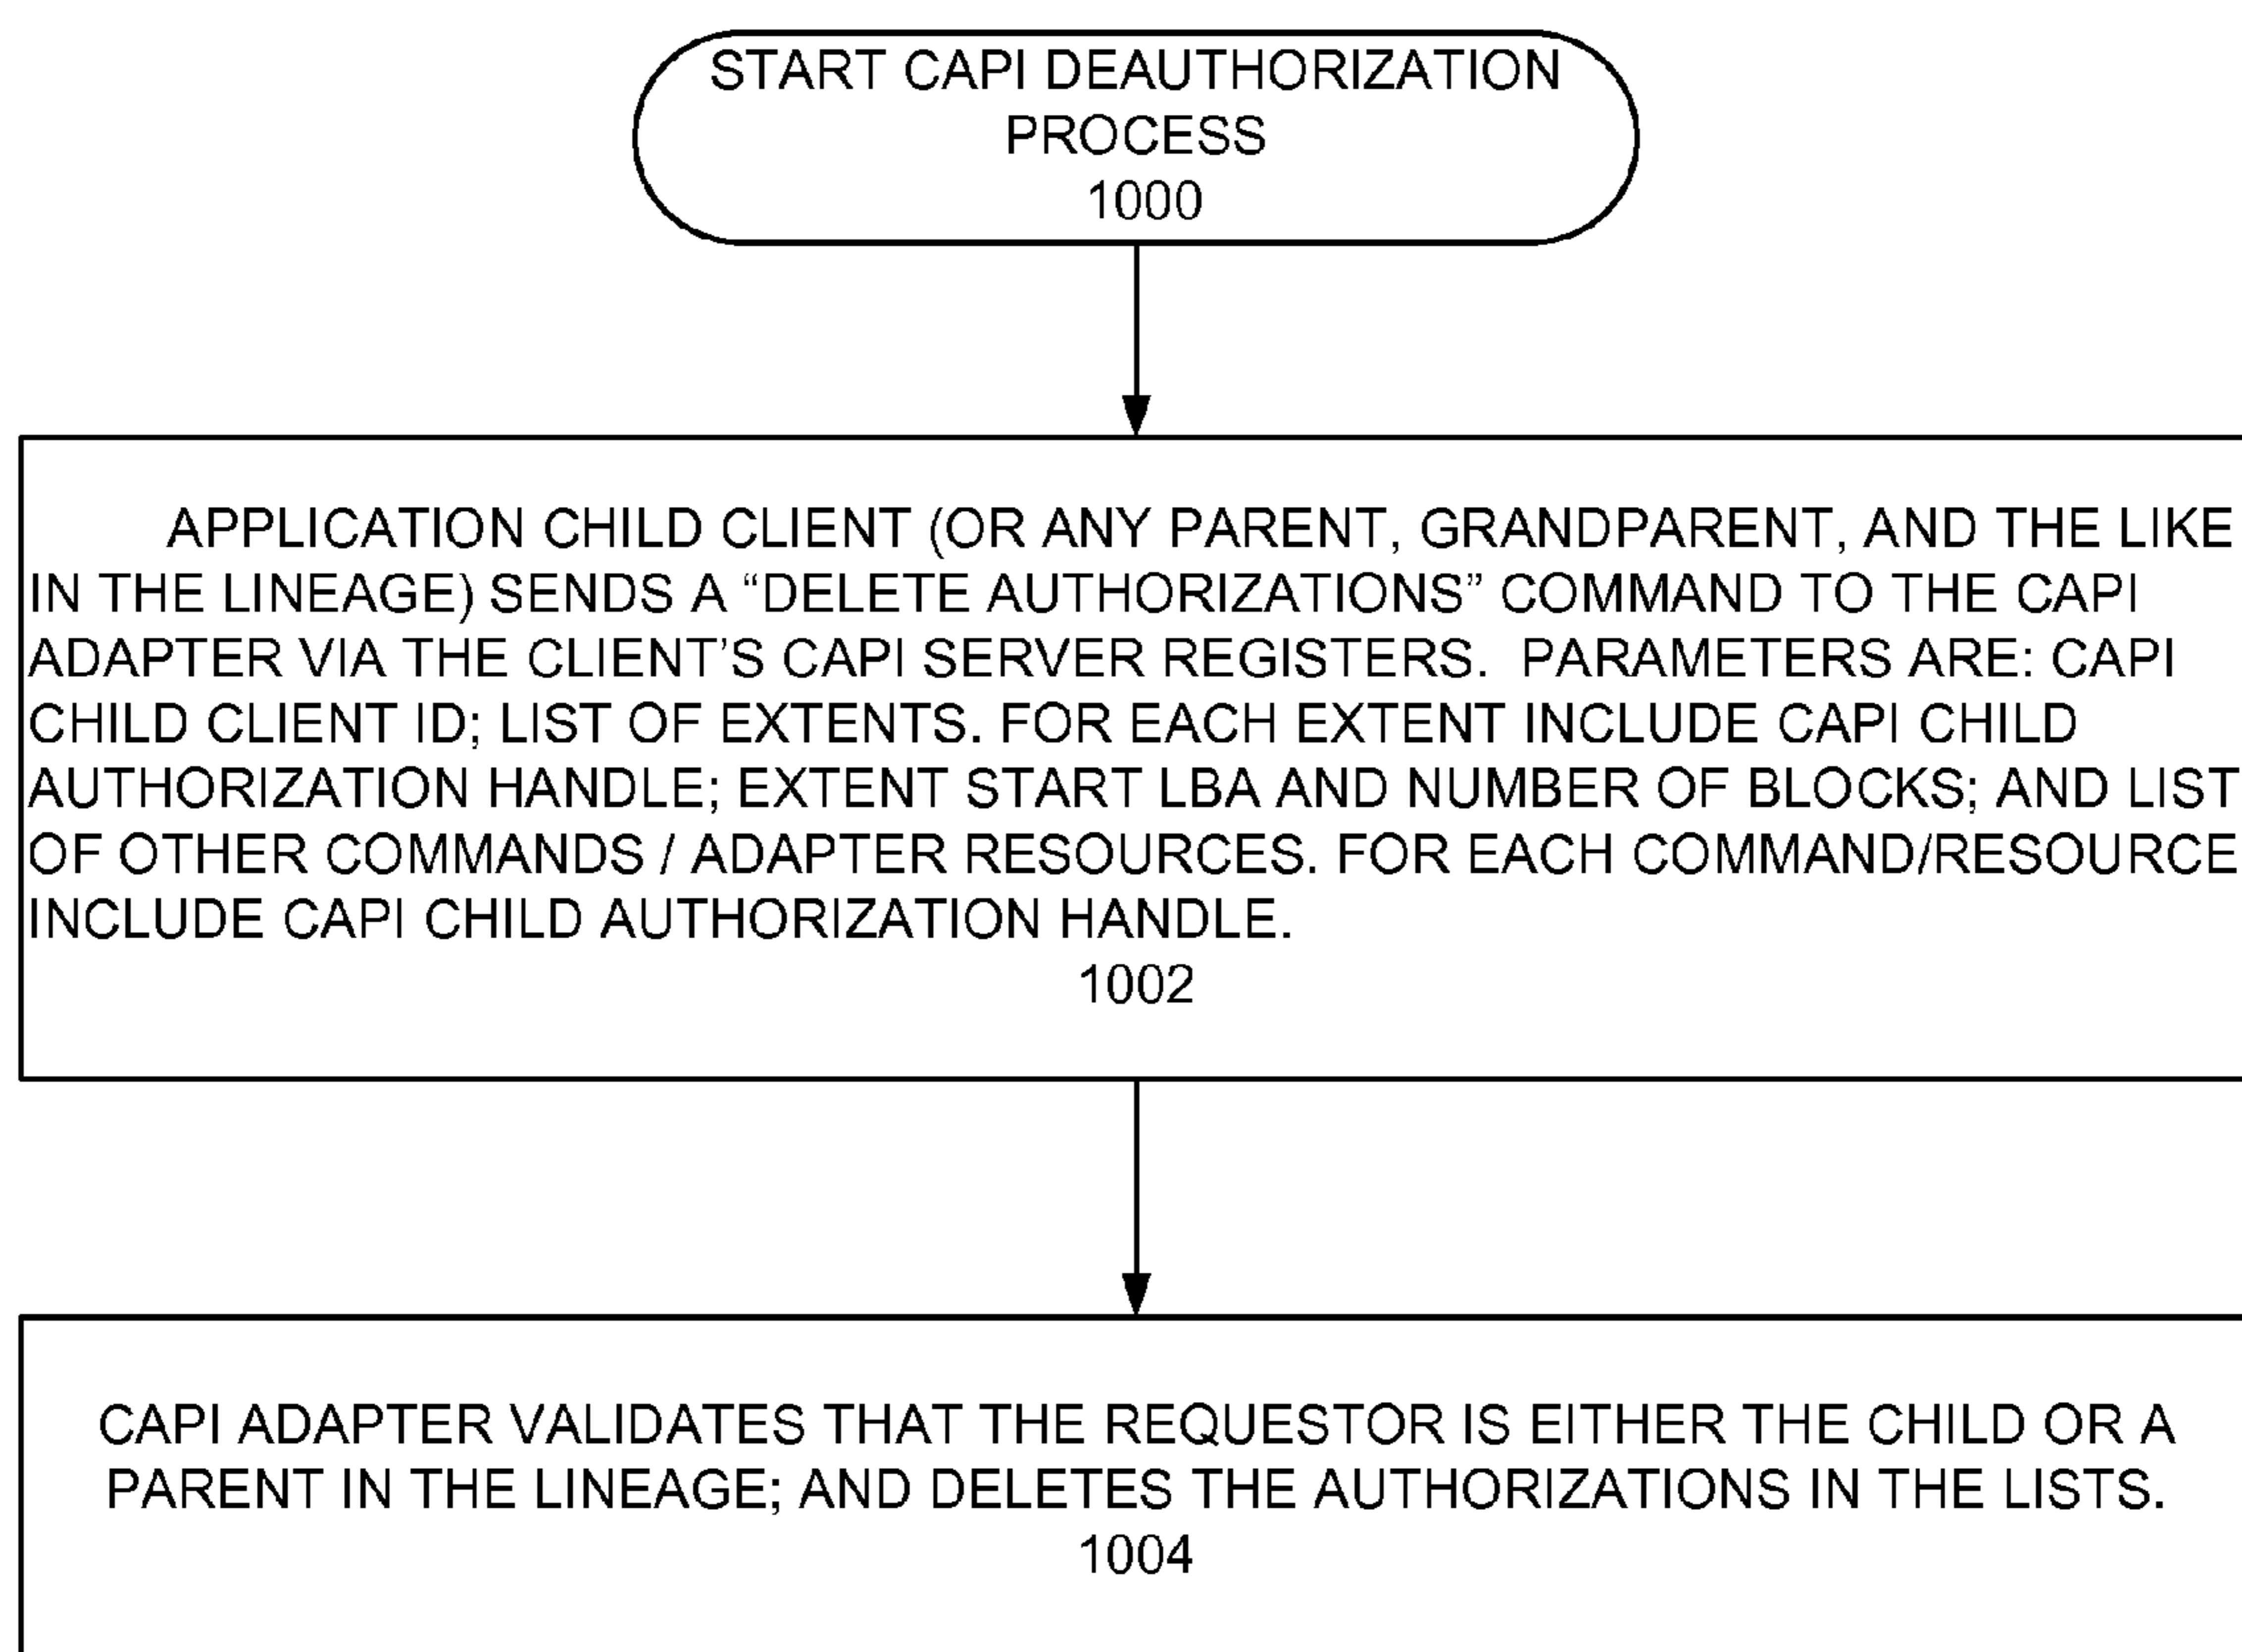 START CAPI DEAUTHORIZATION
PROCESS
1000
APPLICATION CHILD CLIENT (OR ANY PARENT, GRANDPARENT, AND THE LIKE
IN THE LINEAGE) SENDS A “DELETE AUTHORIZATIONS” COMMAND TO THE CAPI
ADAPTER VIA THE CLIENT’S CAPI SERVER REGISTERS. PARAMETERS ARE: CAPI
CHILD CLIENT ID; LIST OF EXTENTS. FOR EACH EXTENT INCLUDE CAPI CHILD
AUTHORIZATION HANDLE; EXTENT START LBA AND NUMBER OF BLOCKS; AND LIST
OF OTHER COMMANDS / ADAPTER RESOURCES. FOR EACH COMMAND/RESOURCE
INCLUDE CAPI CHILD AUTHORIZATION HANDLE.
1002
CAPI ADAPTER VALIDATES THAT THE REQUESTOR IS EITHER THE CHILD OR A
PARENT IN THE LINEAGE; AND DELETES THE AUTHORIZATIONS IN THE LISTS.
1004